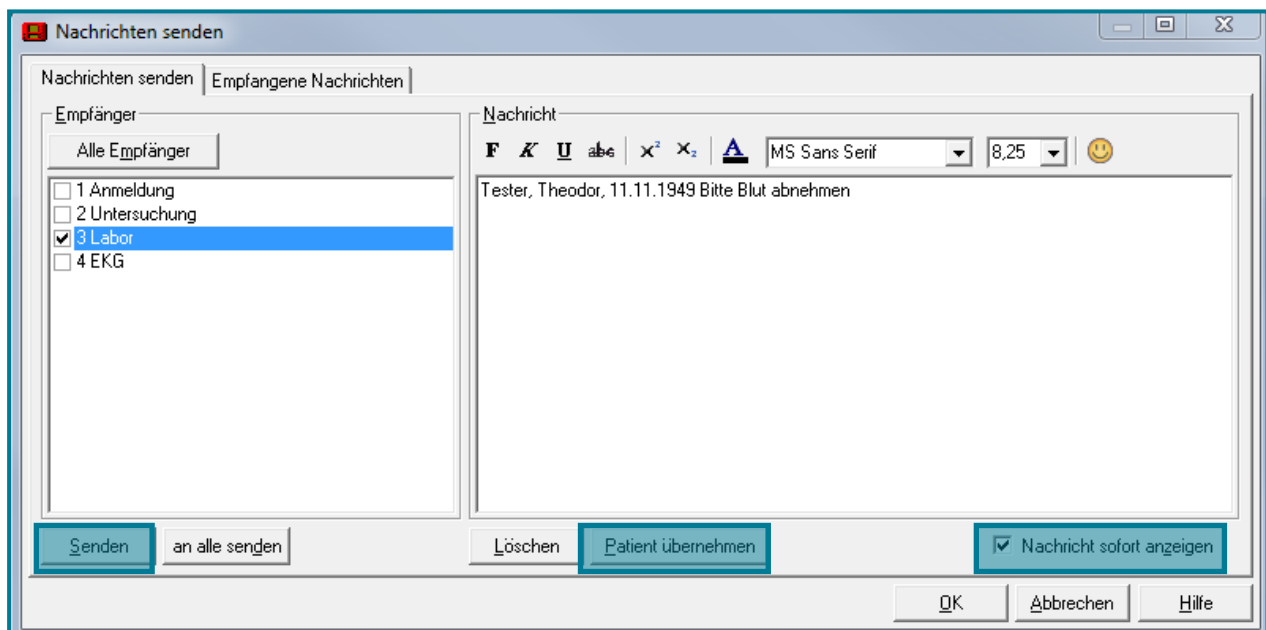 Nachrichten senden
Nachrichten senden Empfangene Nachrichten
Empfänger
Alle Empfänger
1 Anmeldung
2 Untersuchung
3 Labor
4 EKG
Senden an alle senden
Nachricht
F K U abc x² x₂ A MS Sans Serif 8,25
Tester, Theodor, 11.11.1949 Bitte Blut abnehmen
Löschen Patient übernehmen Nachricht sofort anzeigen
OK Abbrechen Hilfe